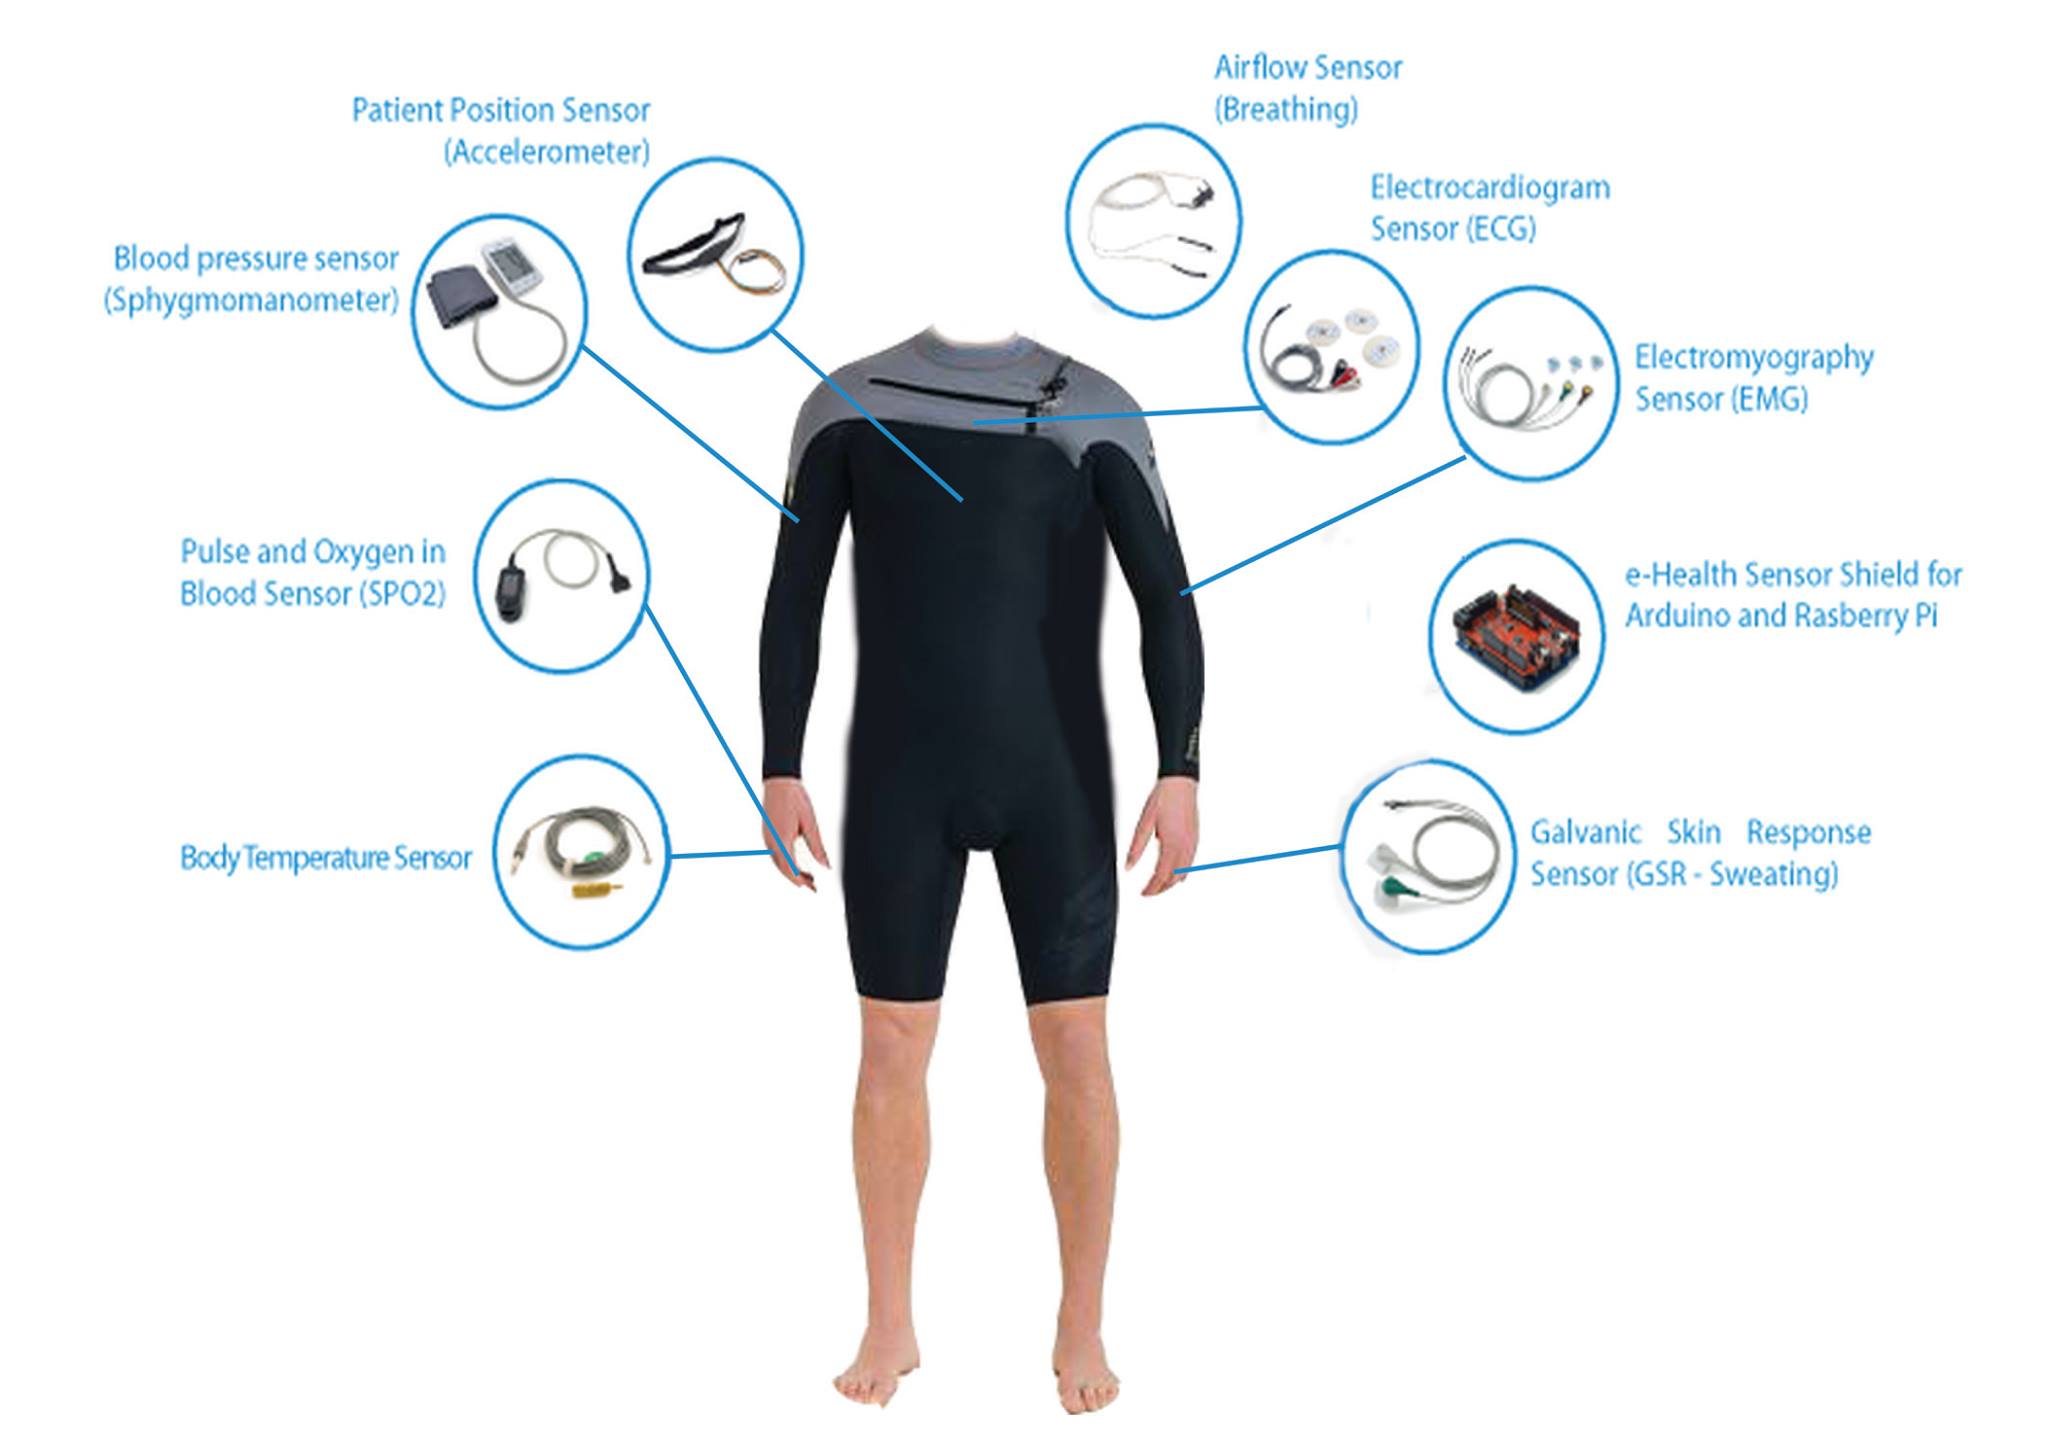 Airflow Sensor
(Breathing)
Patient Position Sensor
(Accelerometer)
Electrocardiogram
Sensor (ECG)
Blood pressure sensor
(Sphygmomanometer)
Electromyography
Sensor (EMG)
Pulse and Oxygen in
Blood Sensor (SPO2)
e-Health Sensor Shield for
Arduino and Rasberry Pi
Body Temperature Sensor
Galvanic Skin Response
Sensor (GSR - Sweating)